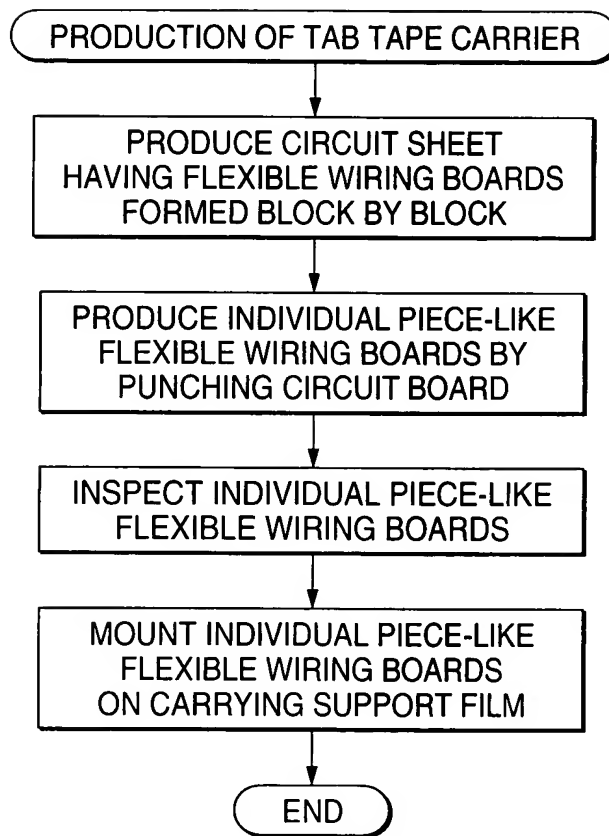 PRODUCTION OF TAB TAPE CARRIER
PRODUCE CIRCUIT SHEET
HAVING FLEXIBLE WIRING BOARDS
FORMED BLOCK BY BLOCK
PRODUCE INDIVIDUAL PIECE-LIKE
FLEXIBLE WIRING BOARDS BY
PUNCHING CIRCUIT BOARD
INSPECT INDIVIDUAL PIECE-LIKE
FLEXIBLE WIRING BOARDS
MOUNT INDIVIDUAL PIECE-LIKE
FLEXIBLE WIRING BOARDS
ON CARRYING SUPPORT FILM
END